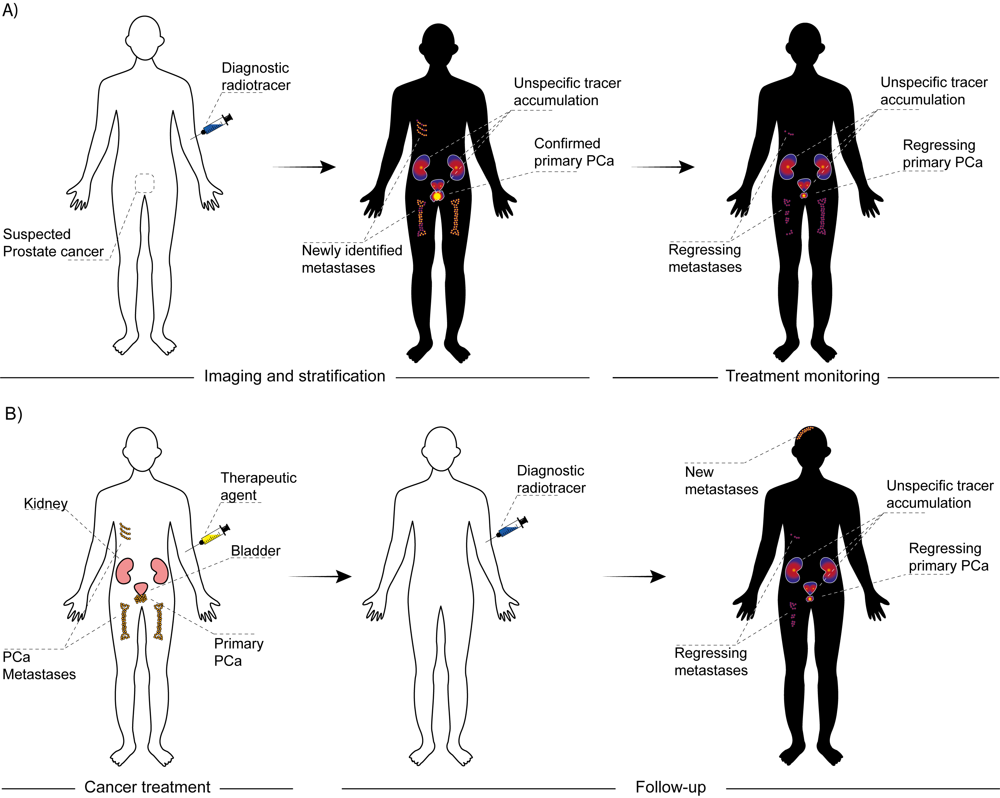 A)
Diagnostic
radiotracer
Suspected
Prostate cancer
Unspecific tracer
accumulation
Confirmed
primary PCa
Newly identified
metastases
Unspecific tracer
accumulation
Regressing
primary PCa
Regressing
metastases
Imaging and stratification
Treatment monitoring
B)
Kidney
Therapeutic
agent
Bladder
Primary
PCa
PCa
Metastases
Diagnostic
radiotracer
New
metastases
Unspecific tracer
accumulation
Regressing
primary PCa
Regressing
metastases
Cancer treatment
Follow-up